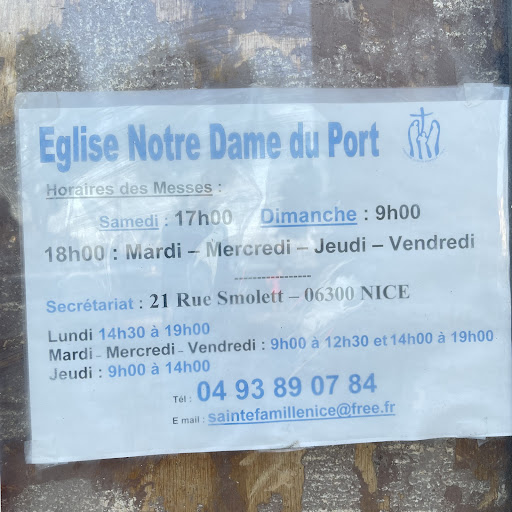 Eglise Notre Dame du Port
Horaires des Messes :
Samedi : 17h00 Dimanche : 9h00
18h00 : Mardi – Mercredi – Jeudi – Vendredi
-------------------
Secrétariat : 21 Rue Smolett – 06300 NICE
Lundi 14h30 à 19h00
Mardi - Mercredi - Vendredi : 9h00 à 12h30 et 14h00 à 19h00
Jeudi : 9h00 à 14h00
Tél : 04 93 89 07 84
E mail : saintefamillenice@free.fr